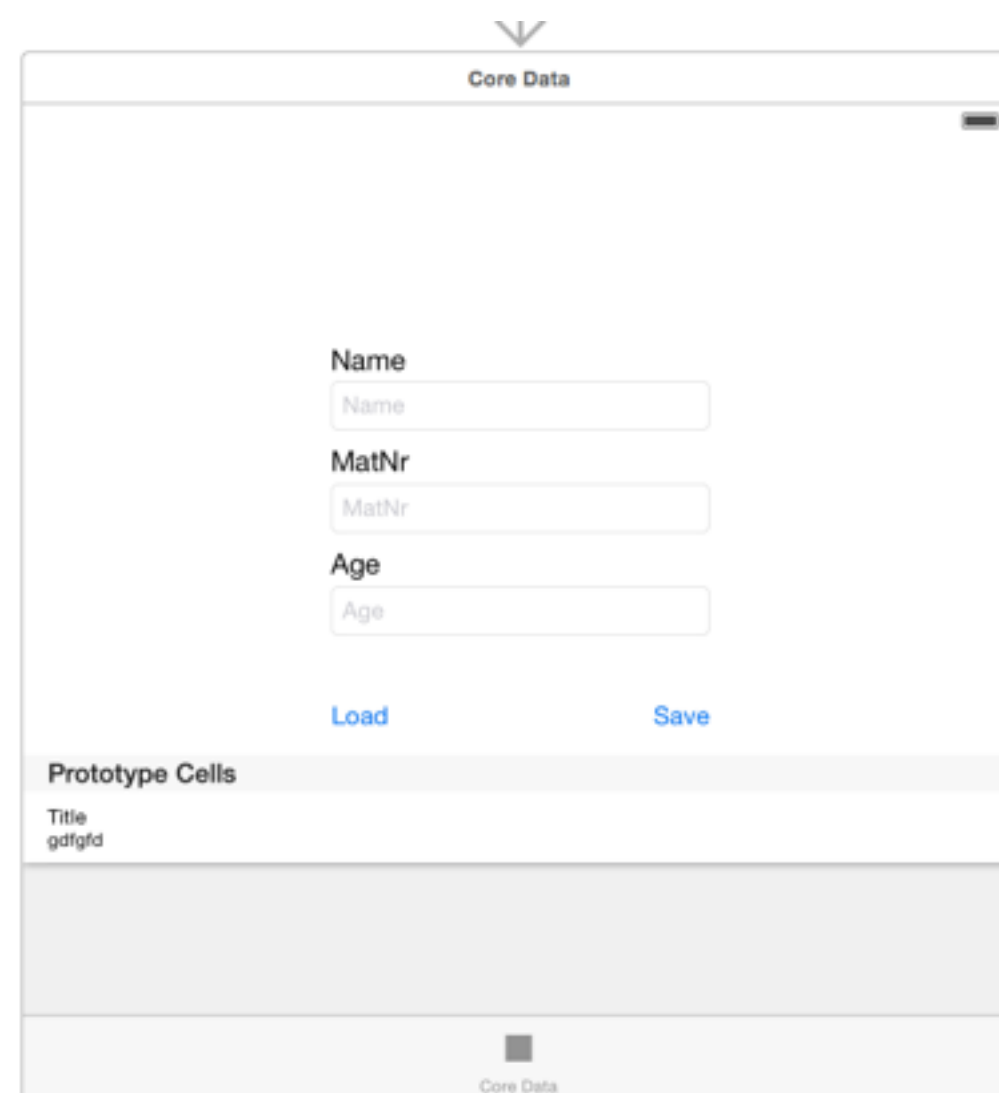 Core Data
Name
Name
MatNr
MatNr
Age
Age
Load Save
Prototype Cells
Title
gdfgfd
Core Data